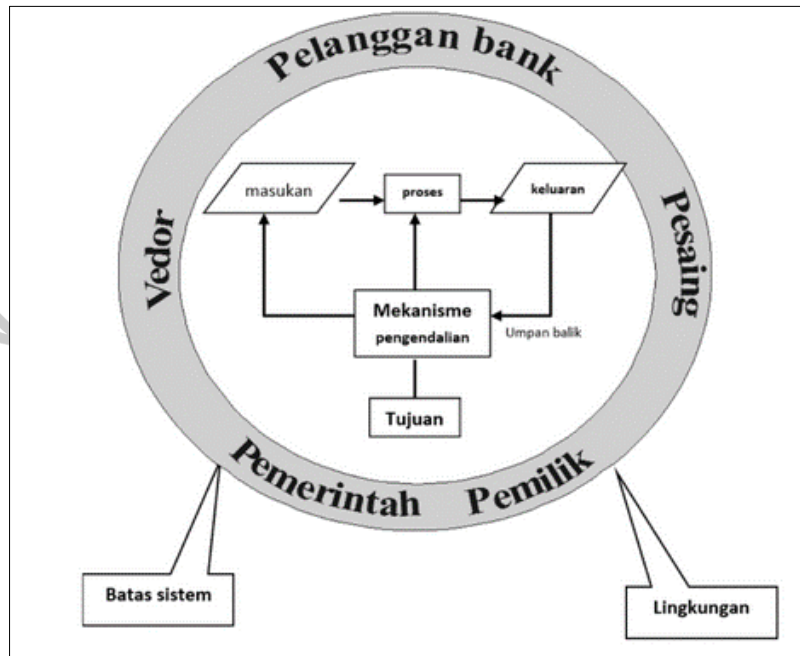 Pelanggan bank
masukan
proses
keluaran
Vedor
Pesaing
Mekanisme
pengendalian
Umpan balik
Tujuan
Pemerintah
Pemilik
Batas sistem
Lingkungan